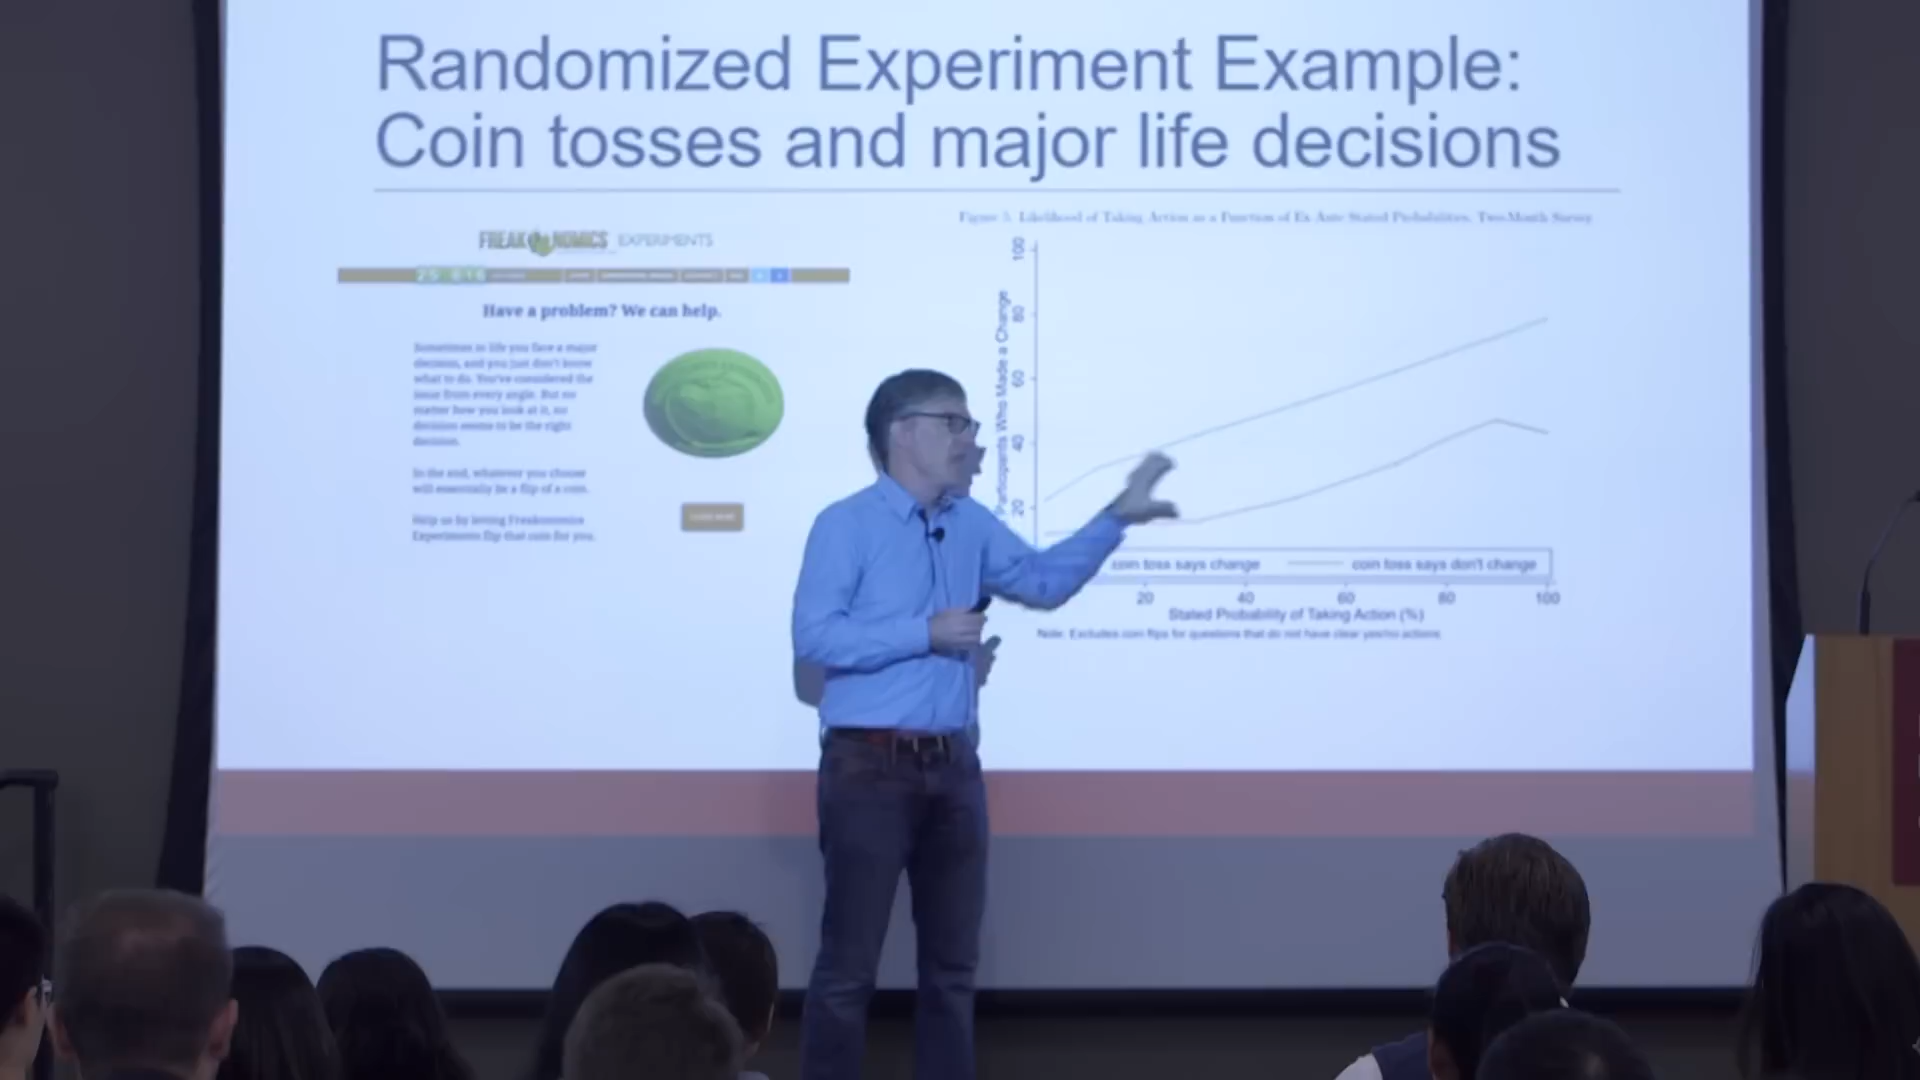 Randomized Experiment Example:
Coin tosses and major life decisions
FREAKONOMICS EXPERIMENTS
Have a problem? We can help.
Sometimes in life you face a major
decision, and you just don't know
what to do. You've considered the
issue from every angle. But no
matter how you look at it, no
decision seems to be the right
decision.
In the end, whatever you choose
will essentially be a flip of a coin.
Help us by letting Freakonomics
Experiments flip that coin for you.
Figure 5. Likelihood of Taking Action as a Function of Ex Ante Stated Probabilities, Two-Month Survey
100
80
60
40
20
Participants Who Made a Change
coin toss says change
coin toss says don't change
20 40 60 80 100
Stated Probability of Taking Action (%)
Note: Excludes coin flips for questions that do not have clear yes/no actions